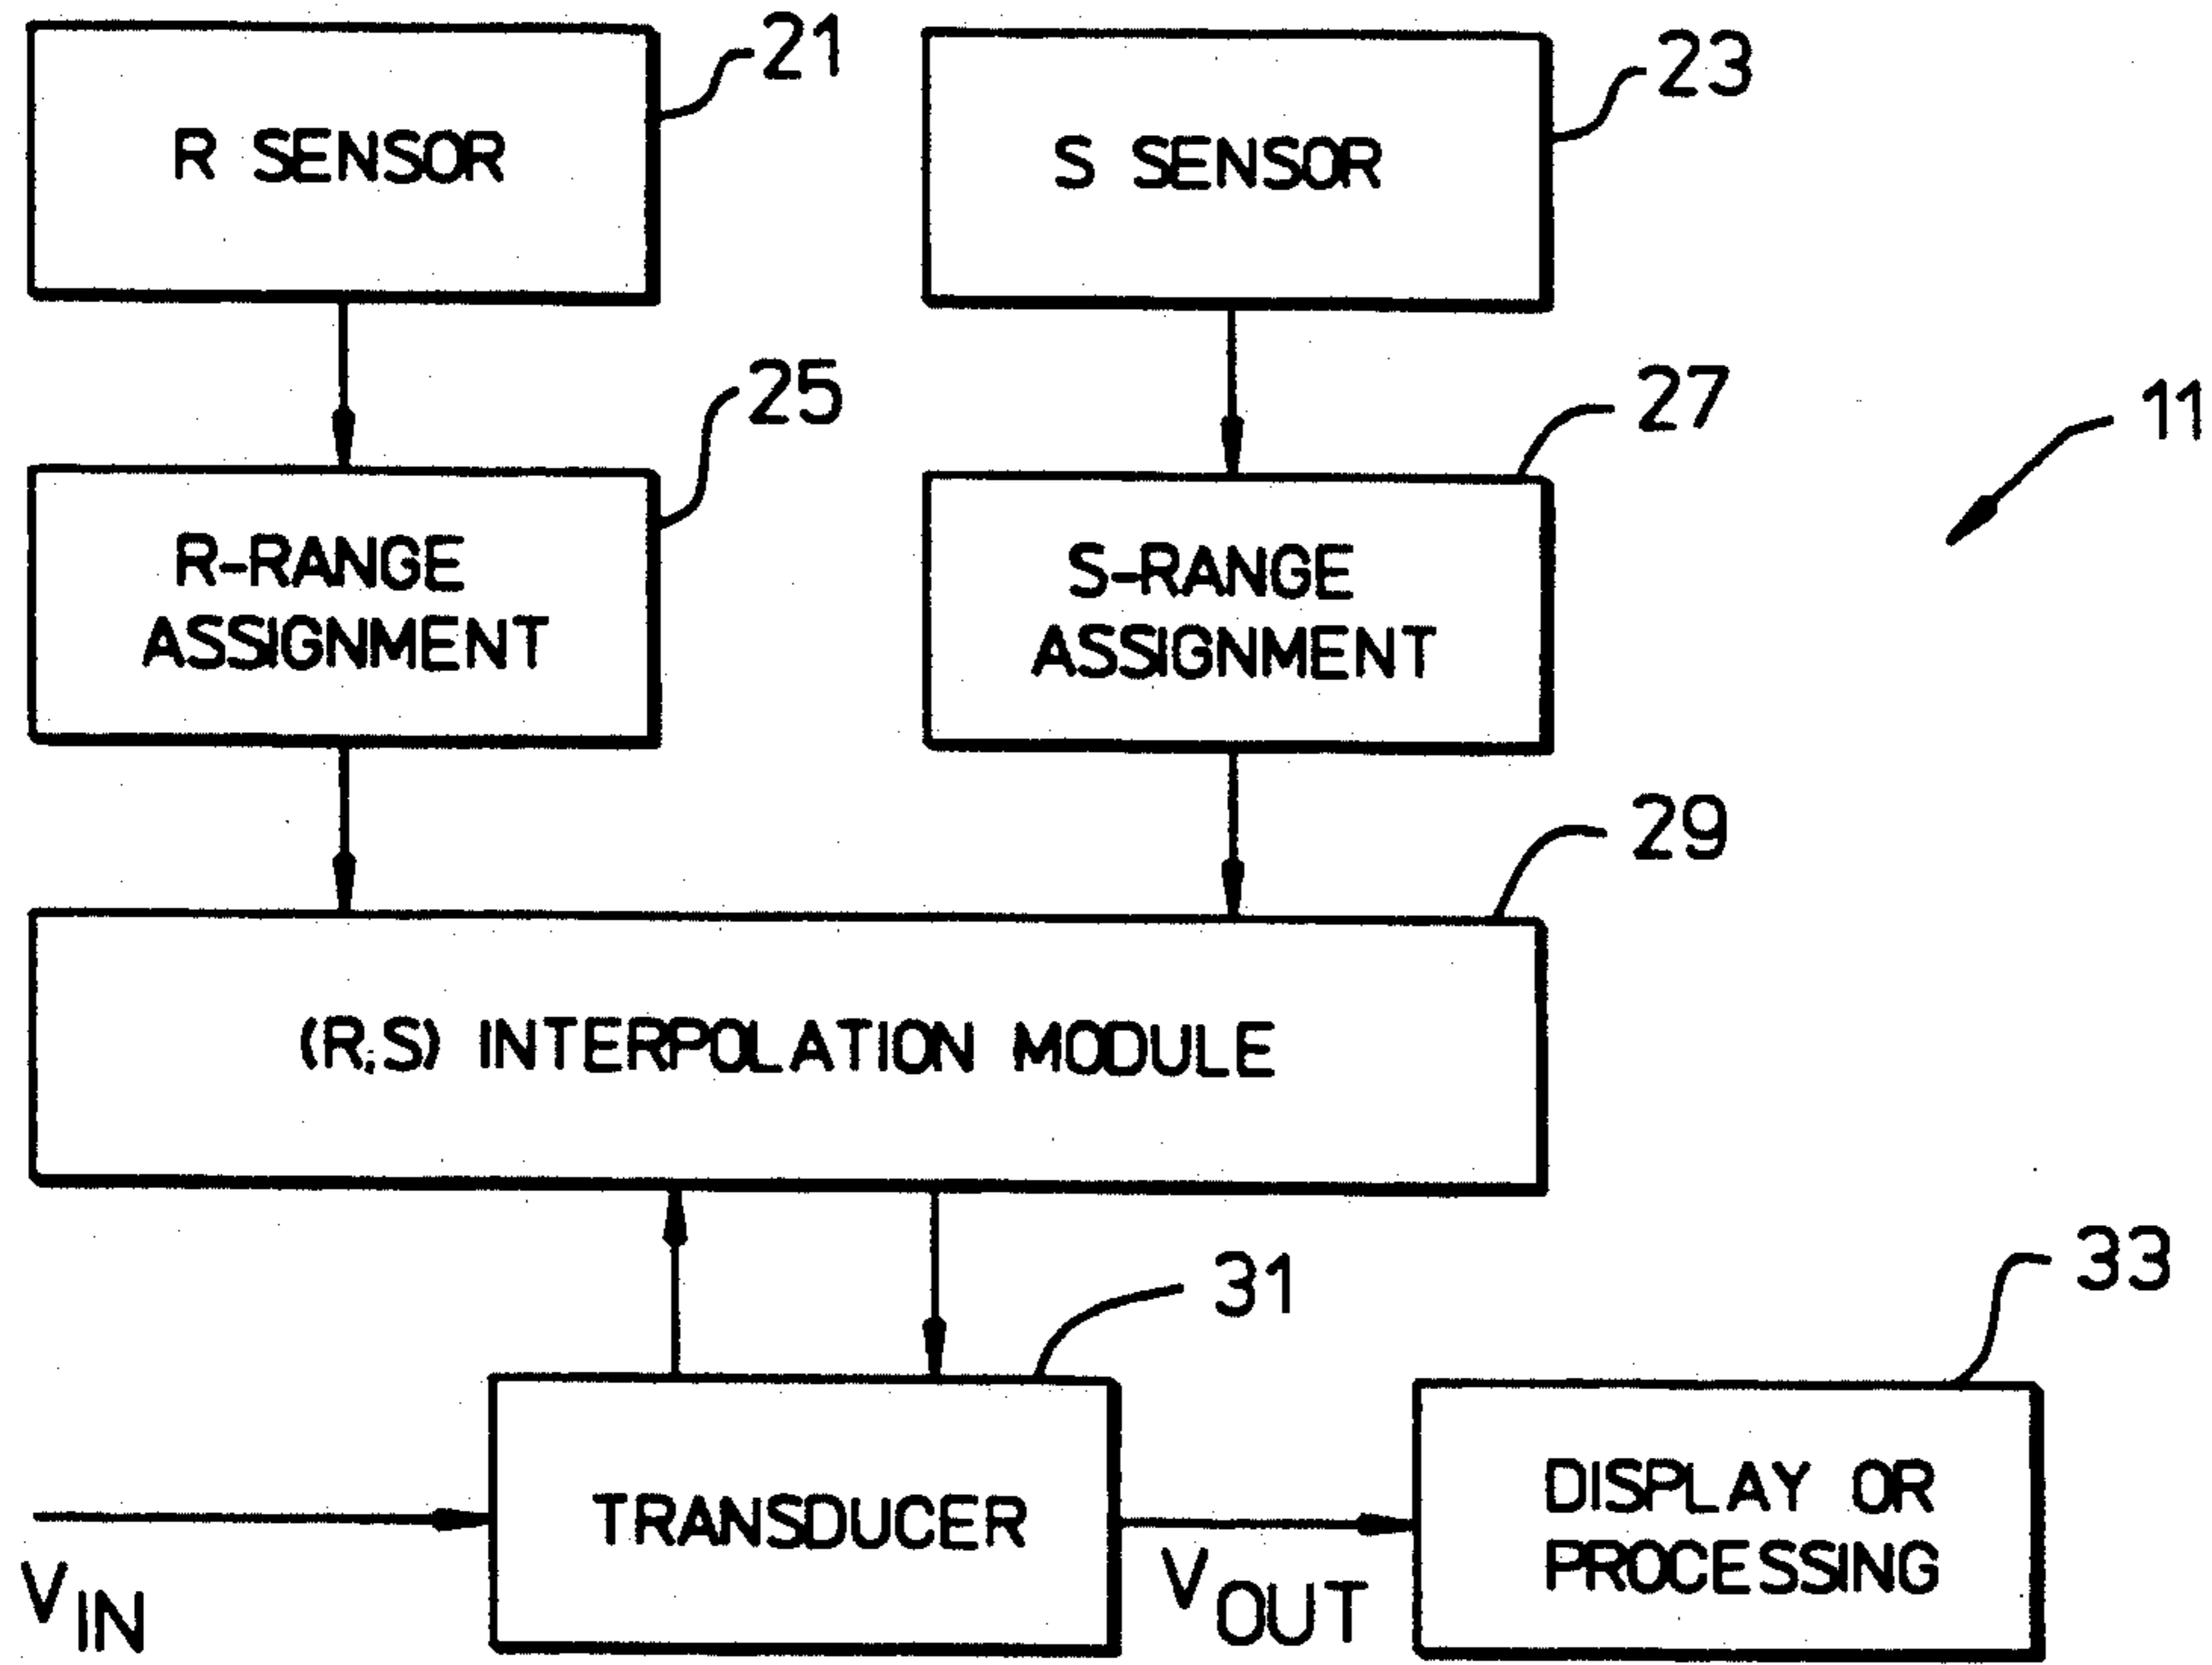 21
R SENSOR
23
S SENSOR
25
R-RANGE
ASSIGNMENT
27
S-RANGE
ASSIGNMENT
11
29
(R,S) INTERPOLATION MODULE
31
TRANSDUCER
33
DISPLAY OR
PROCESSING
VIN
VOUT